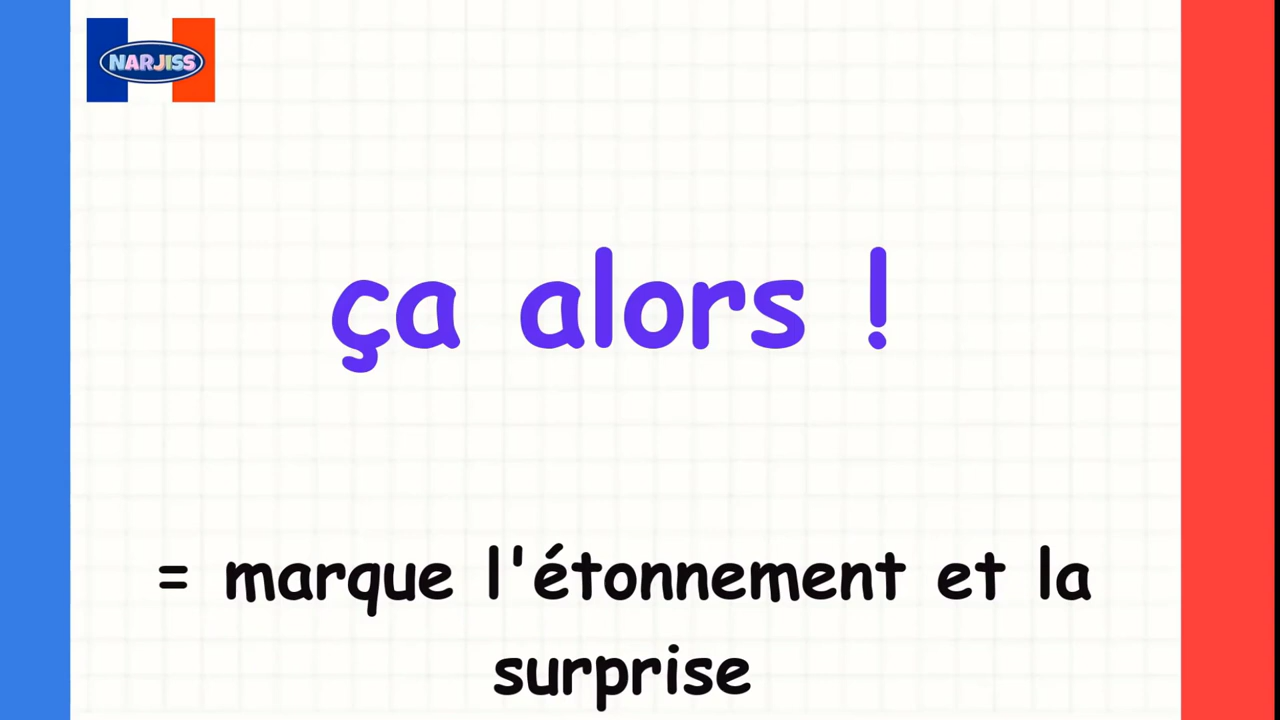 NARJISS
ça alors !
= marque l'étonnement et la
surprise